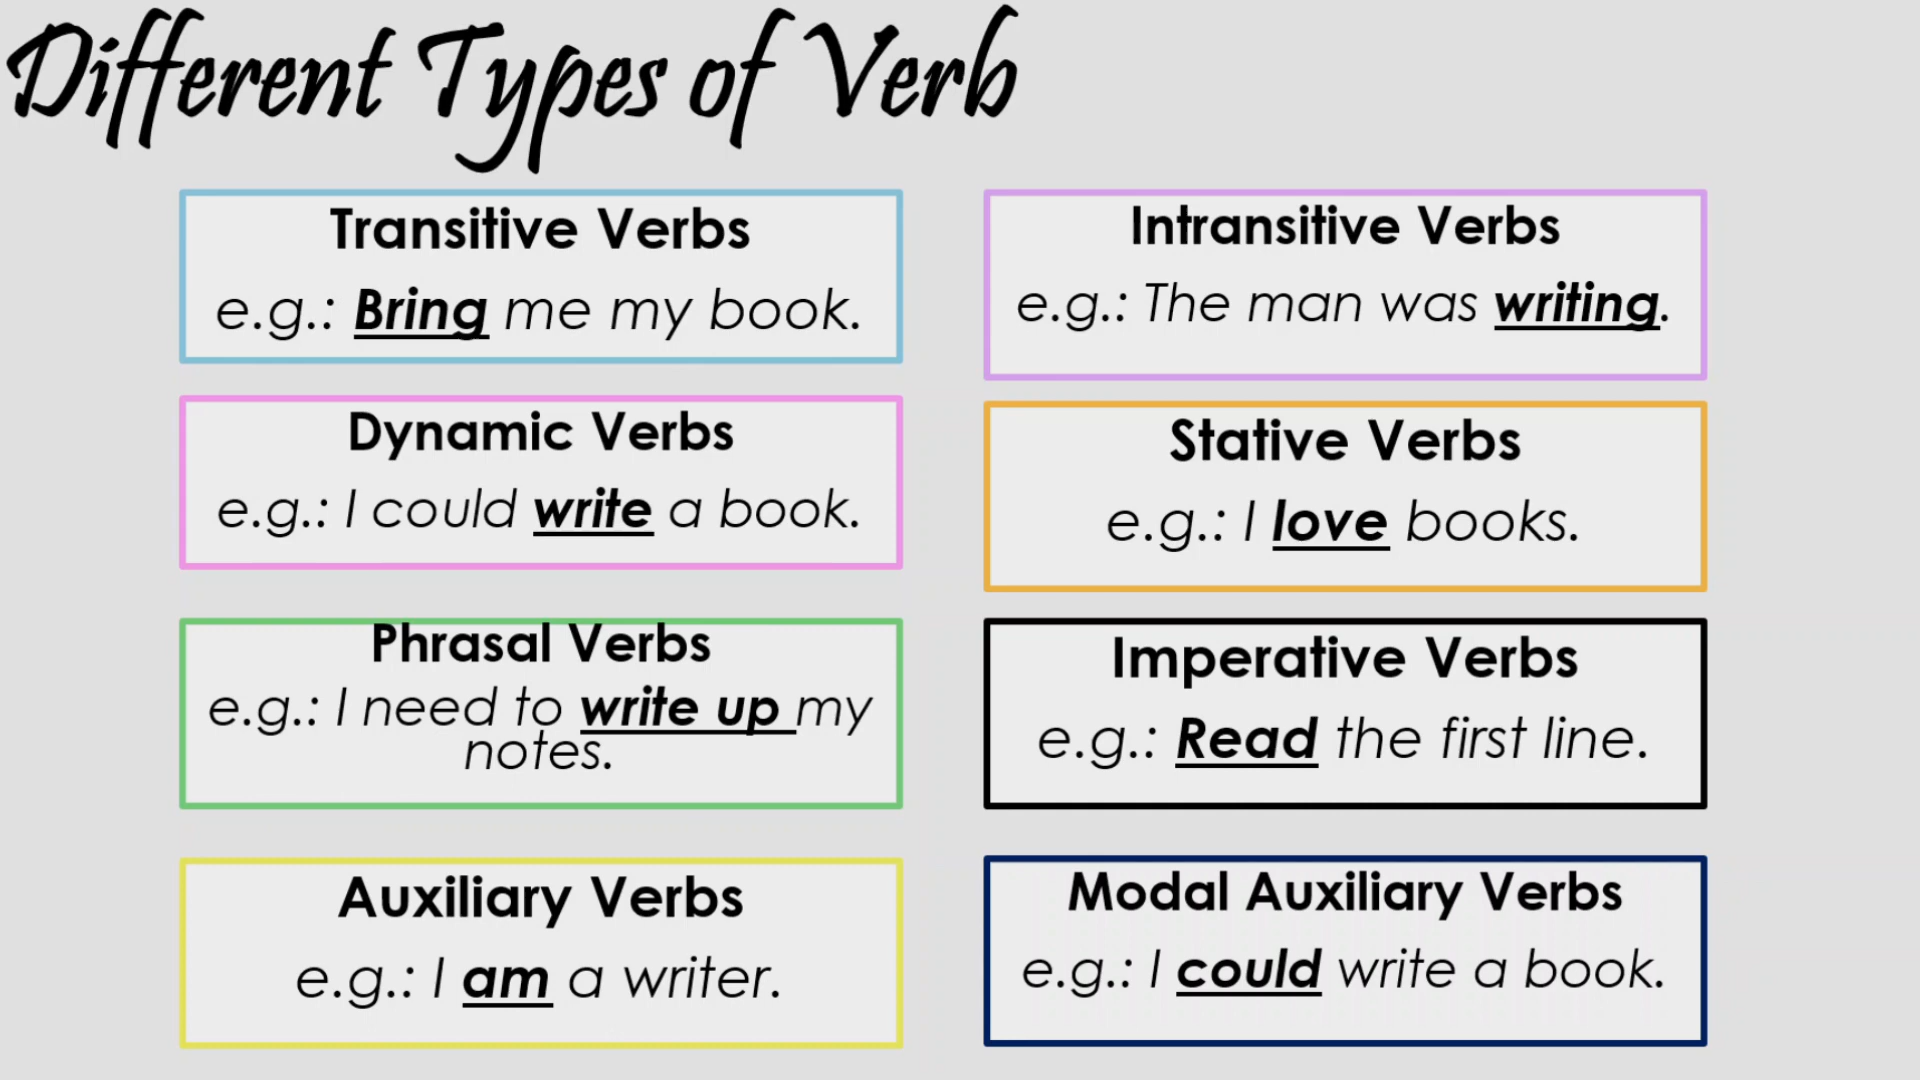 Different Types of Verb
Transitive Verbs
e.g.: Bring me my book.
Intransitive Verbs
e.g.: The man was writing.
Dynamic Verbs
e.g.: I could write a book.
Stative Verbs
e.g.: I love books.
Phrasal Verbs
e.g.: I need to write up my
notes.
Imperative Verbs
e.g.: Read the first line.
Auxiliary Verbs
e.g.: I am a writer.
Modal Auxiliary Verbs
e.g.: I could write a book.